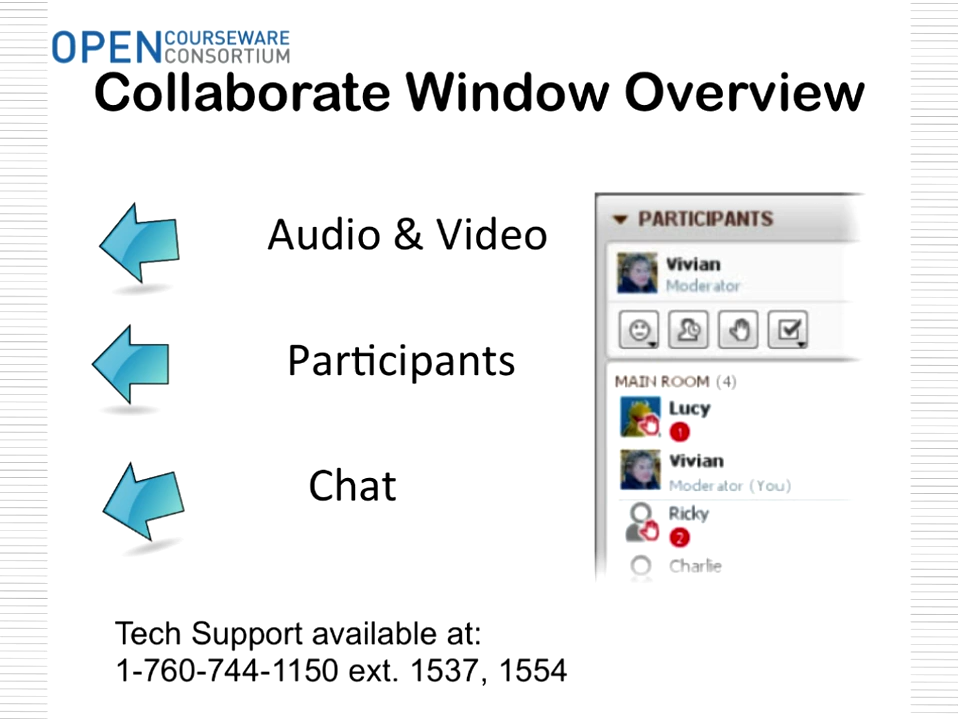 OPEN COURSEWARE CONSORTIUM
Collaborate Window Overview
Audio & Video
Participants
Chat
PARTICIPANTS
Vivian
Moderator
MAIN ROOM (4)
Lucy
1
Vivian
Moderator (You)
Ricky
2
Charlie
Tech Support available at:
1-760-744-1150 ext. 1537, 1554